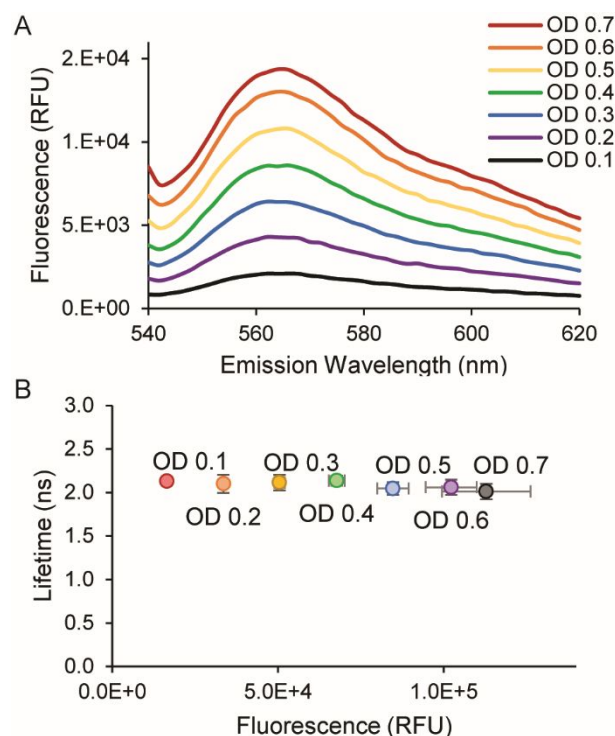 A
Fluorescence (RFU)
2.E+04
1.E+04
5.E+03
0.E+00
540
560
580
600
620
Emission Wavelength (nm)
OD 0.7
OD 0.6
OD 0.5
OD 0.4
OD 0.3
OD 0.2
OD 0.1
B
Lifetime (ns)
3.0
2.5
2.0
1.5
1.0
0.5
0.0
OD 0.1
OD 0.2
OD 0.3
OD 0.4
OD 0.5
OD 0.6
OD 0.7
0.0E+0
5.0E+4
1.0E+5
Fluorescence (RFU)